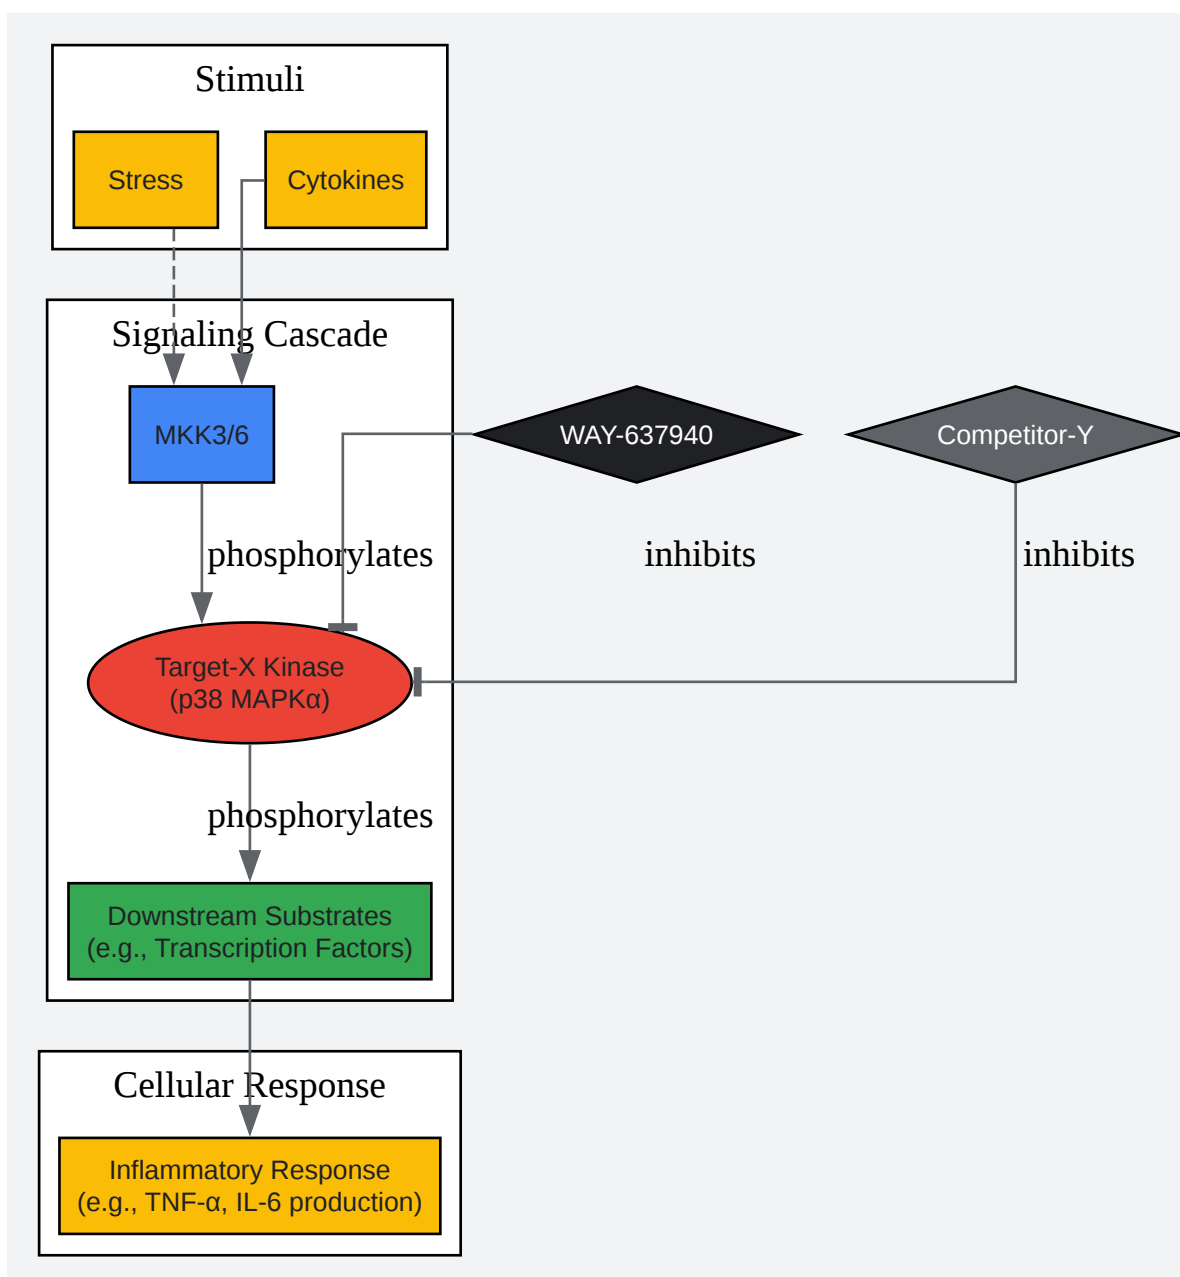 Stimuli
Stress
Cytokines
Signaling Cascade
MKK3/6
WAY-637940
Competitor-Y
phosphorylates
inhibits
inhibits
Target-X Kinase
(p38 MAPKα)
phosphorylates
Downstream Substrates
(e.g., Transcription Factors)
Cellular Response
Inflammatory Response
(e.g., TNF-α, IL-6 production)